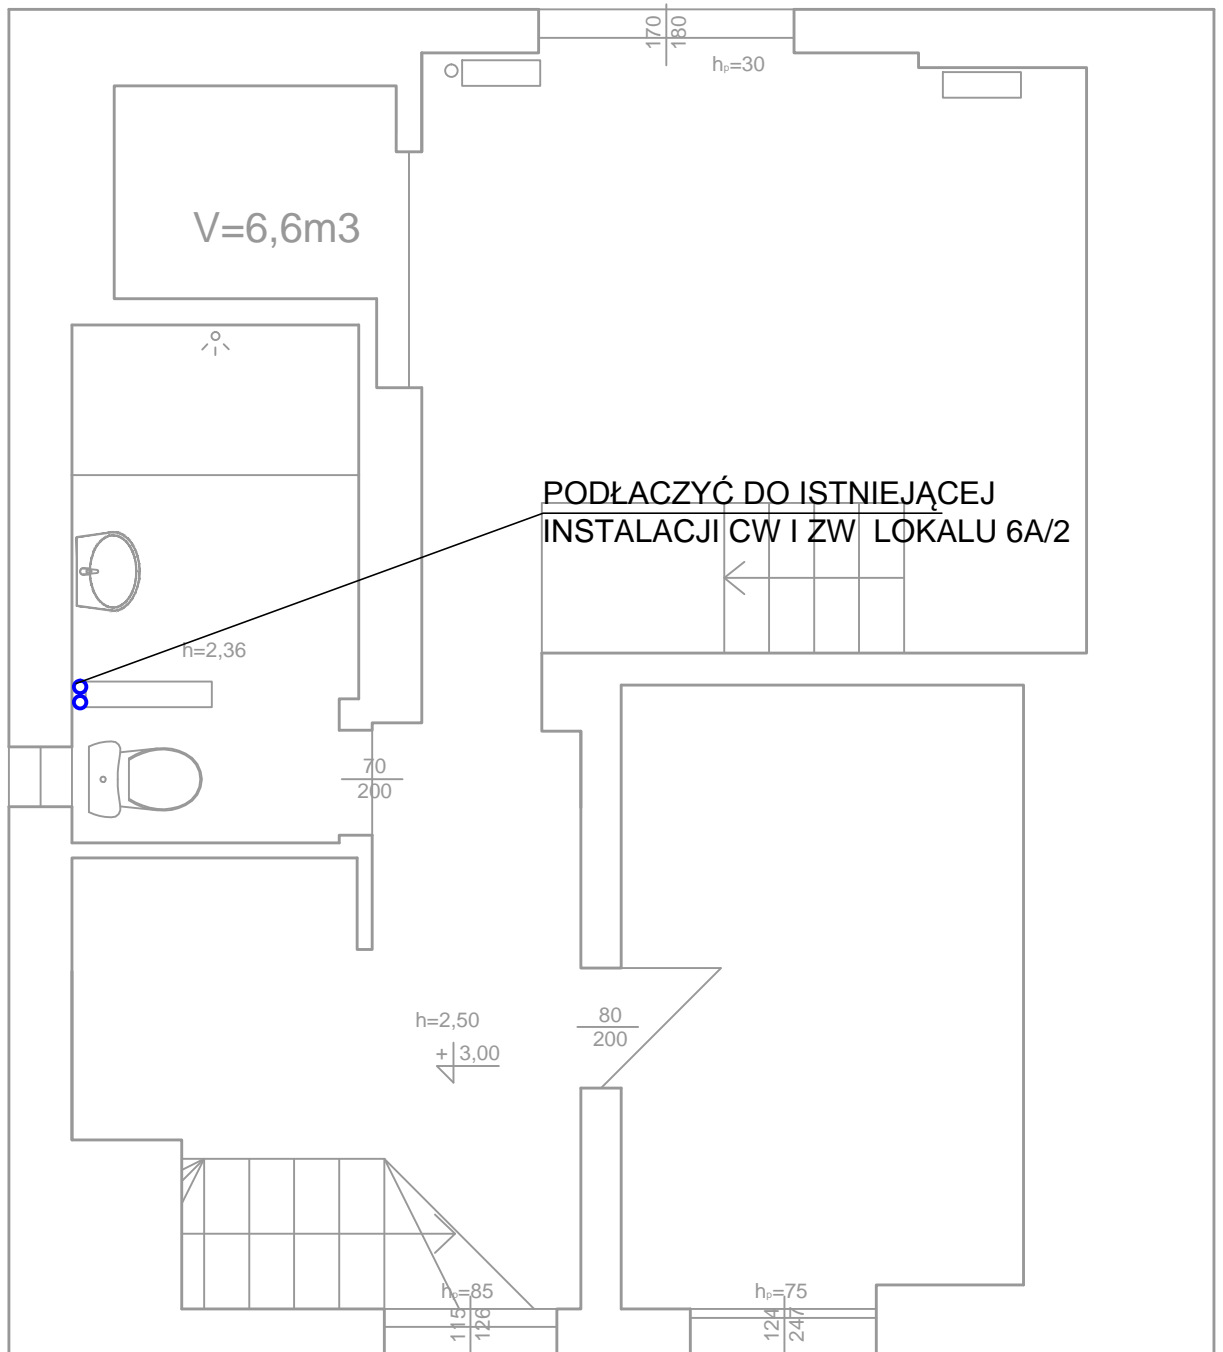 170
180
hₚ=30
V=6,6m3
PODŁACZYĆ DO ISTNIEJĄCEJ
INSTALACJI CW I ZW LOKALU 6A/2
h=2,36
70
200
h=2,50
+ 3,00
80
200
hₚ=85
115
126
hₚ=75
124
247